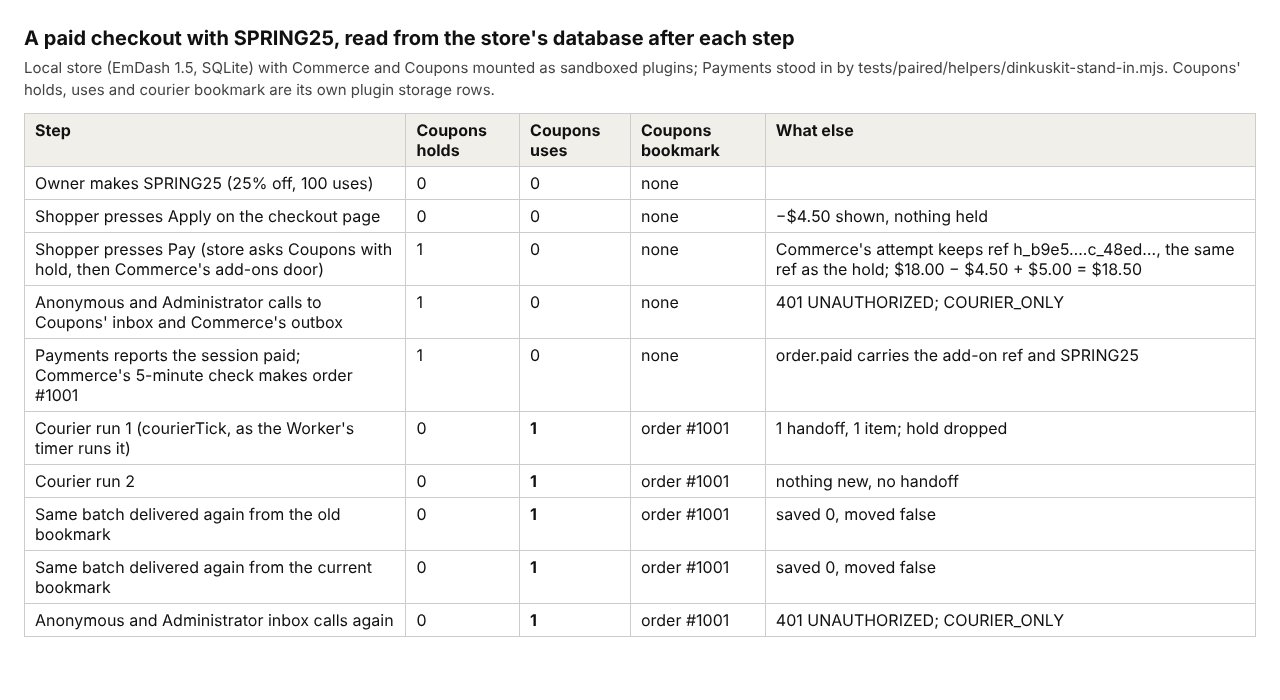 A paid checkout with SPRING25, read from the store's database after each step
Local store (EmDash 1.5, SQLite) with Commerce and Coupons mounted as sandboxed plugins; Payments stood in by tests/paired/helpers/dinkuskit-stand-in.mjs. Coupons'
holds, uses and courier bookmark are its own plugin storage rows.
Step Coupons holds Coupons uses Coupons bookmark What else
Owner makes SPRING25 (25% off, 100 uses) 0 0 none
Shopper presses Apply on the checkout page 0 0 none −$4.50 shown, nothing held
Shopper presses Pay (store asks Coupons with hold, then Commerce's add-ons door) 1 0 none Commerce's attempt keeps ref h_b9e5....c_48ed..., the same ref as the hold; $18.00 − $4.50 + $5.00 = $18.50
Anonymous and Administrator calls to Coupons' inbox and Commerce's outbox 1 0 none 401 UNAUTHORIZED; COURIER_ONLY
Payments reports the session paid; Commerce's 5-minute check makes order #1001 1 0 none order.paid carries the add-on ref and SPRING25
Courier run 1 (courierTick, as the Worker's timer runs it) 0 1 order #1001 1 handoff, 1 item; hold dropped
Courier run 2 0 1 order #1001 nothing new, no handoff
Same batch delivered again from the old bookmark 0 1 order #1001 saved 0, moved false
Same batch delivered again from the current bookmark 0 1 order #1001 saved 0, moved false
Anonymous and Administrator inbox calls again 0 1 order #1001 401 UNAUTHORIZED; COURIER_ONLY